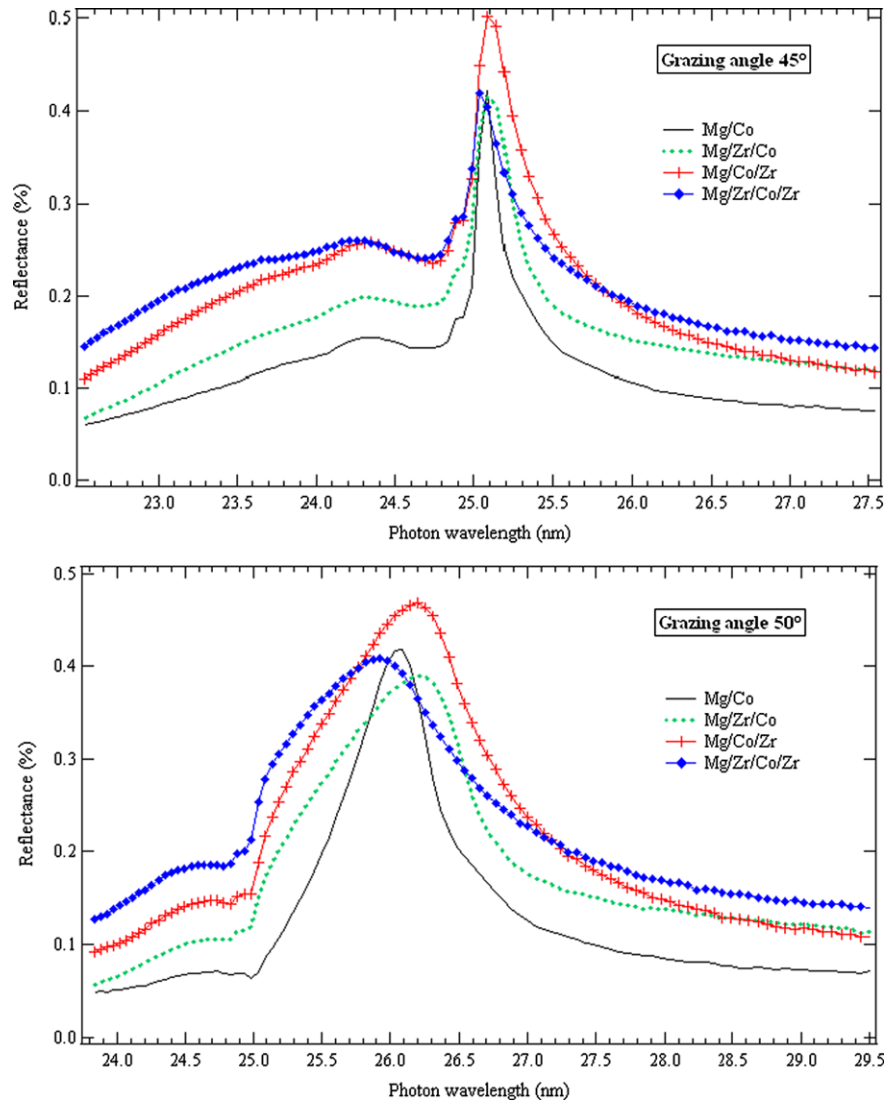 0.5
Grazing angle 45°
0.4
Mg/Co
Mg/Zr/Co
Mg/Co/Zr
Mg/Zr/Co/Zr
0.3
0.2
0.1
0.0
Reflectance (%)
23.0 23.5 24.0 24.5 25.0 25.5 26.0 26.5 27.0 27.5
Photon wavelength (nm)
0.5
Grazing angle 50°
0.4
Mg/Co
Mg/Zr/Co
Mg/Co/Zr
Mg/Zr/Co/Zr
0.3
0.2
0.1
0.0
Reflectance (%)
24.0 24.5 25.0 25.5 26.0 26.5 27.0 27.5 28.0 28.5 29.0 29.5
Photon wavelength (nm)